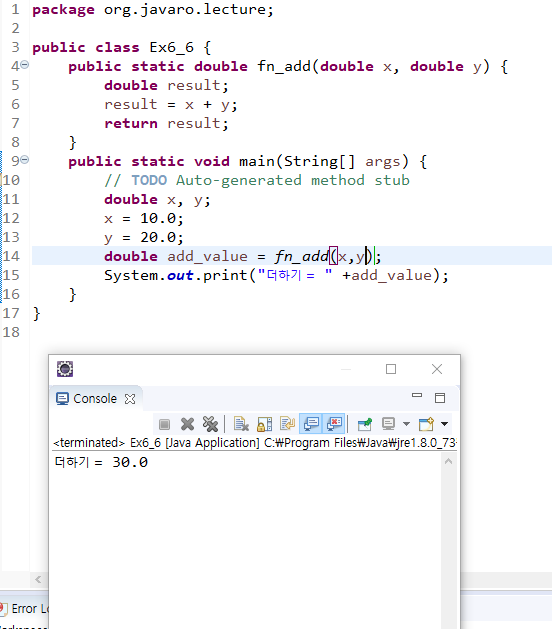 1 package org.javaro.lecture;
2
3 public class Ex6_6 {
4 public static double fn_add(double x, double y) {
5 double result;
6 result = x + y;
7 return result;
8 }
9 public static void main(String[] args) {
10 // TODO Auto-generated method stub
11 double x, y;
12 x = 10.0;
13 y = 20.0;
14 double add_value = fn_add(x,y);
15 System.out.print("더하기 = " +add_value);
16 }
17 }
18
Console
<terminated> Ex6_6 [Java Application] C:₩Program Files₩Java₩jre1.8.0_73
더하기 = 30.0
Error Lo